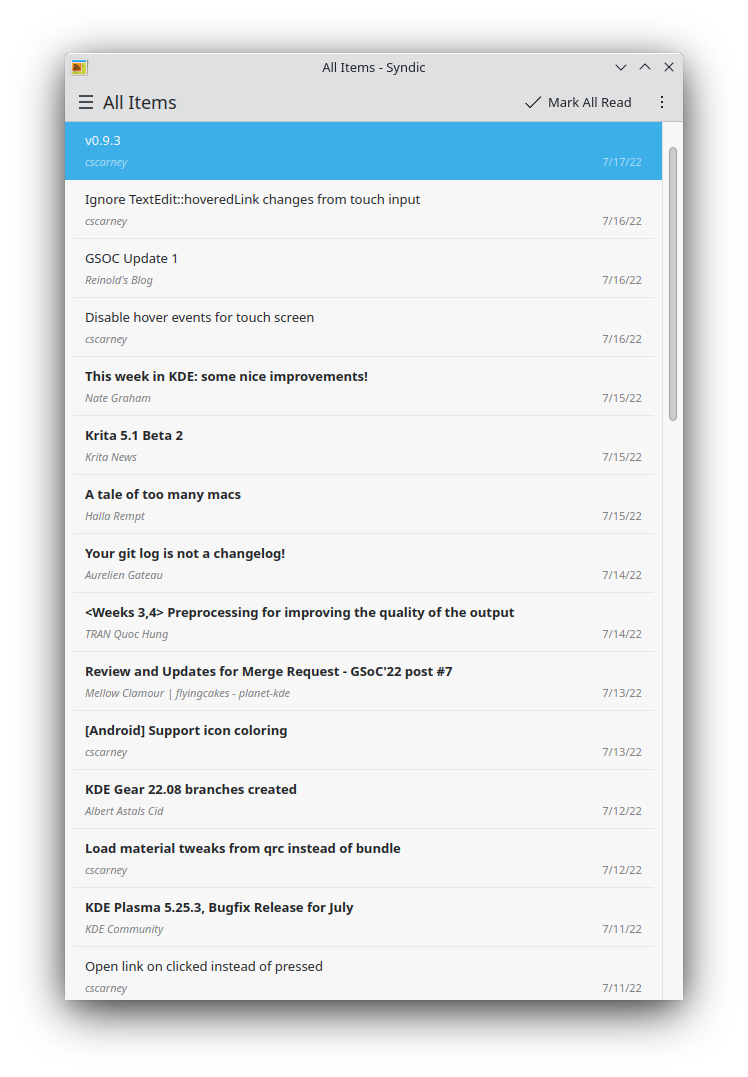 All Items - Syndic
All Items
Mark All Read
v0.9.3
cscarney 7/17/22
Ignore TextEdit::hoveredLink changes from touch input
cscarney 7/16/22
GSOC Update 1
Reinold's Blog 7/16/22
Disable hover events for touch screen
cscarney 7/16/22
This week in KDE: some nice improvements!
Nate Graham 7/15/22
Krita 5.1 Beta 2
Krita News 7/15/22
A tale of too many macs
Halla Rempt 7/15/22
Your git log is not a changelog!
Aurelien Gateau 7/14/22
<Weeks 3,4> Preprocessing for improving the quality of the output
TRAN Quoc Hung 7/14/22
Review and Updates for Merge Request - GSoC'22 post #7
Mellow Clamour | flyingcakes - planet-kde 7/13/22
[Android] Support icon coloring
cscarney 7/13/22
KDE Gear 22.08 branches created
Albert Astals Cid 7/12/22
Load material tweaks from qrc instead of bundle
cscarney 7/12/22
KDE Plasma 5.25.3, Bugfix Release for July
KDE Community 7/11/22
Open link on clicked instead of pressed
cscarney 7/11/22